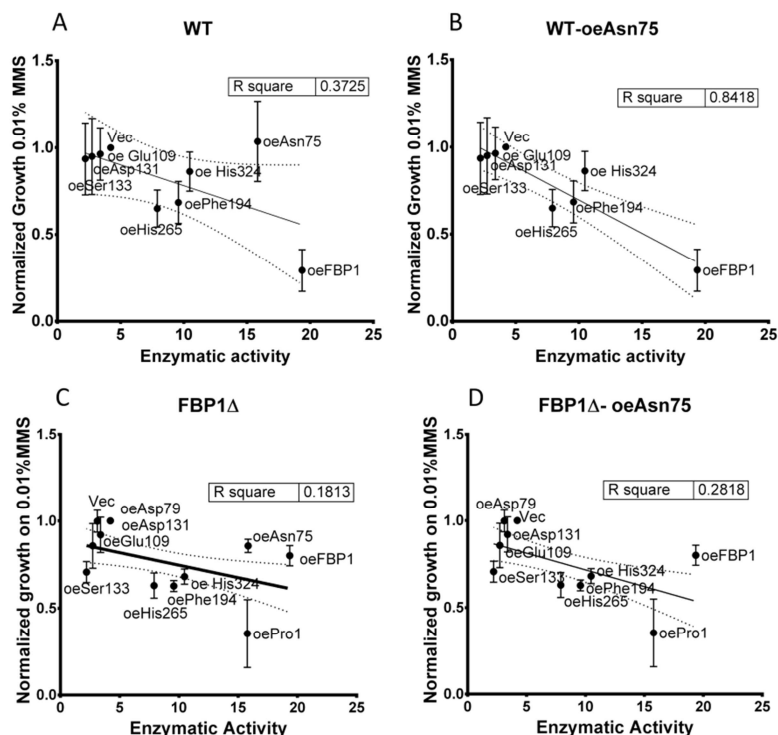 A
WT
Normalized Growth 0.01% MMS
1.5
1.0
0.5
0.0
R square 0.3725
Vec
oe Glu109
oeAsp131
oeSer133
oe His324
oeAsn75
oePhe194
oeHis265
oeFBP1
0 5 10 15 20 25
Enzymatic activity
B
WT-oeAsn75
Normalized Growth 0.01% MMS
1.5
1.0
0.5
0.0
R square 0.8418
Vec
oe Glu109
oeAsp131
oeSer133
oe His324
oePhe194
oeHis265
oeFBP1
0 5 10 15 20 25
Enzymatic activity
C
FBP1Δ
Normalized growth on 0.01%MMS
1.5
1.0
0.5
0.0
R square 0.1813
Vec oeAsp79
oeAsp131
oeGlu109
oeAsn75
oeFBP1
oeSer133
oe His324
oePhe194
oeHis265
oePro1
0 5 10 15 20 25
Enzymatic Activity
D
FBP1Δ- oeAsn75
Normalized growth on 0.01%MMS
1.5
1.0
0.5
0.0
R square 0.2818
oeAsp79
Vec
oeAsp131
oeGlu109
oeFBP1
oeSer133
oe His324
oePhe194
oeHis265
oePro1
0 5 10 15 20 25
Enzymatic Activity